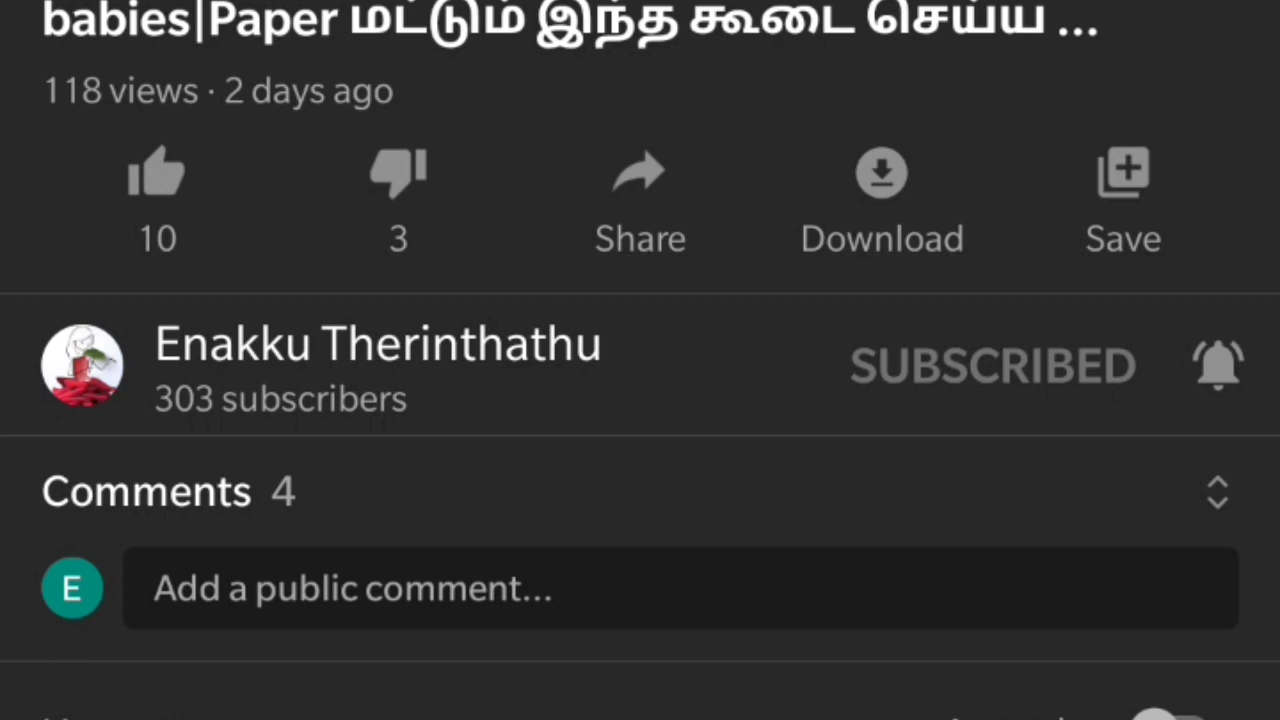 babies|Paper மட்டும் இந்த கூடை செய்ய ...
118 views · 2 days ago
10
3
Share
Download
Save
Enakku Therinthathu
303 subscribers
SUBSCRIBED
Comments 4
E
Add a public comment...